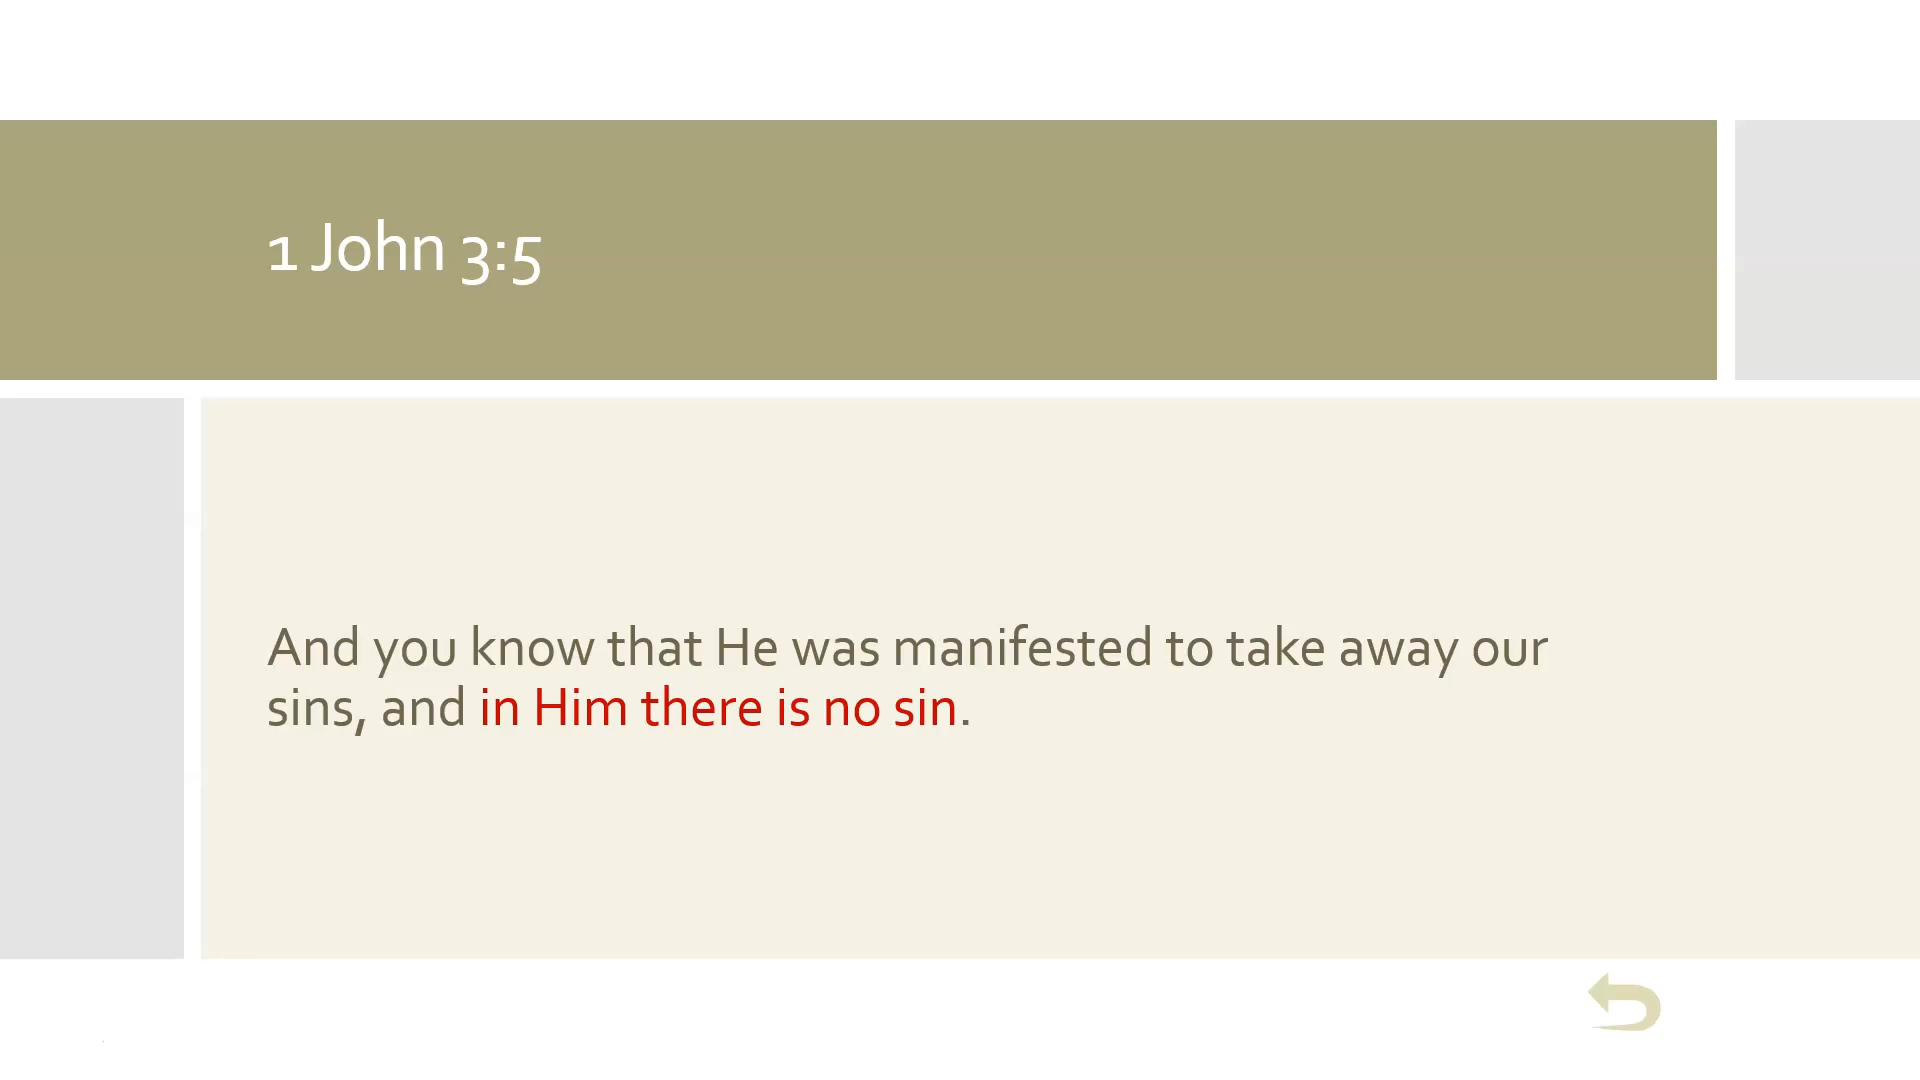 1 John 3:5
And you know that He was manifested to take away our
sins, and in Him there is no sin.